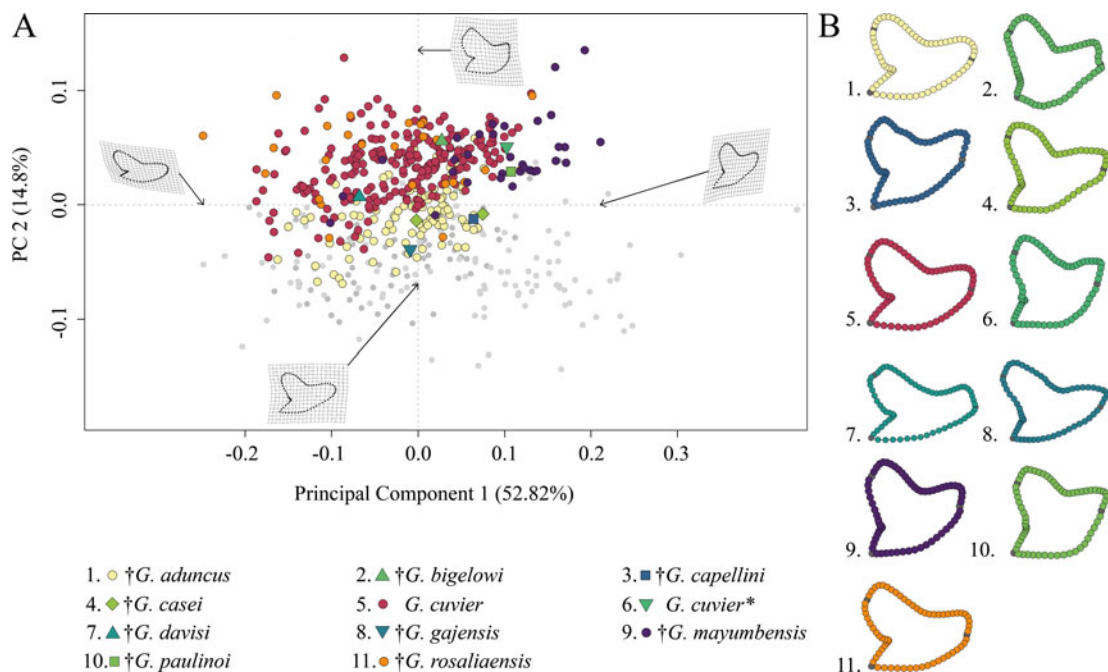 A
B
PC 2 (14.8%)
0.1
0.0
-0.1
-0.2 -0.1 0.0 0.1 0.2 0.3
Principal Component 1 (52.82%)
1. 2.
3. 4.
5. 6.
7. 8.
9. 10.
11.
1. †G. aduncus 2. †G. bigelowi 3. †G. capellini
4. †G. casei 5. G. cuvier 6. G. cuvier*
7. †G. davisi 8. †G. gajensis 9. †G. mayumbensis
10. †G. paulinoi 11. †G. rosaliaensis